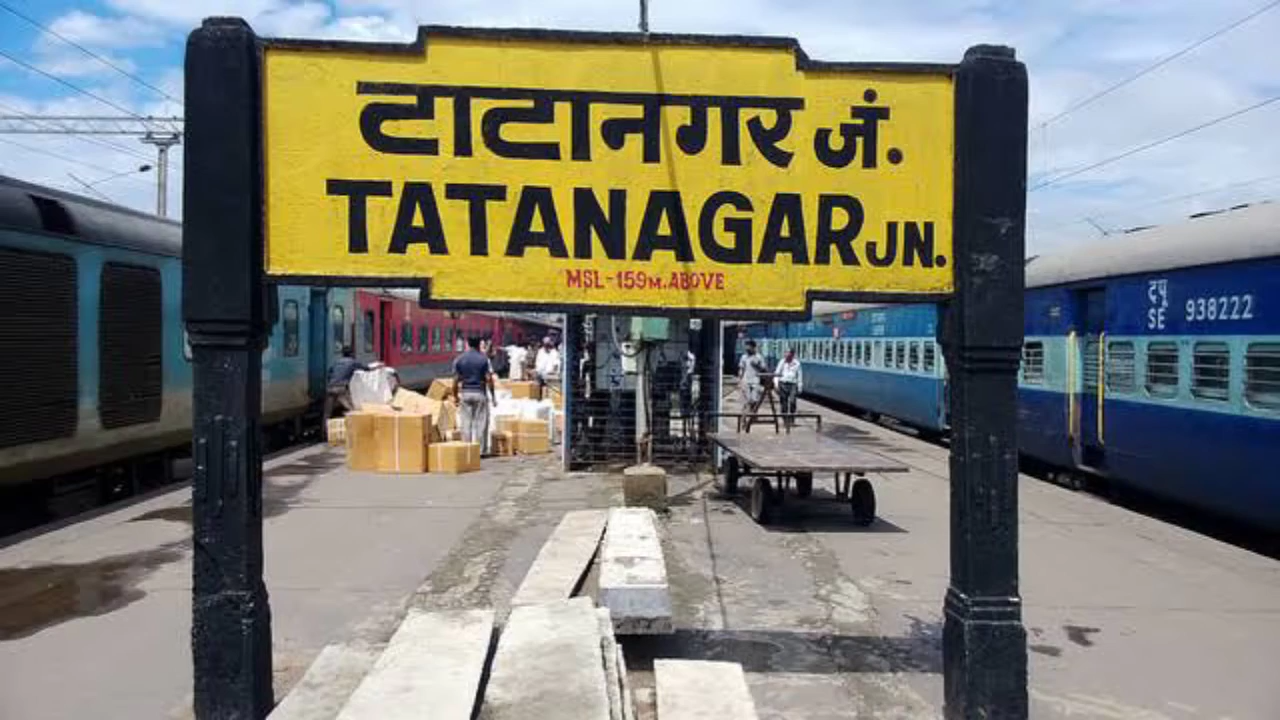 टाटानगर जं.
TATANAGAR JN.
MSL-159M. ABOVE
दपू
SE 938222